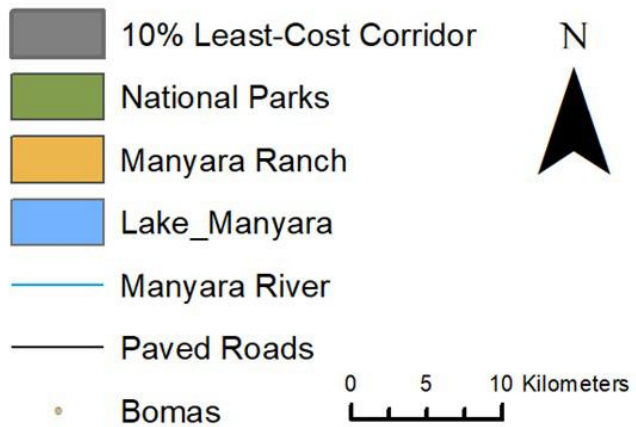 10% Least-Cost Corridor
N
National Parks
Manyara Ranch
Lake_Manyara
Manyara River
Paved Roads
0 5 10 Kilometers
Bomas